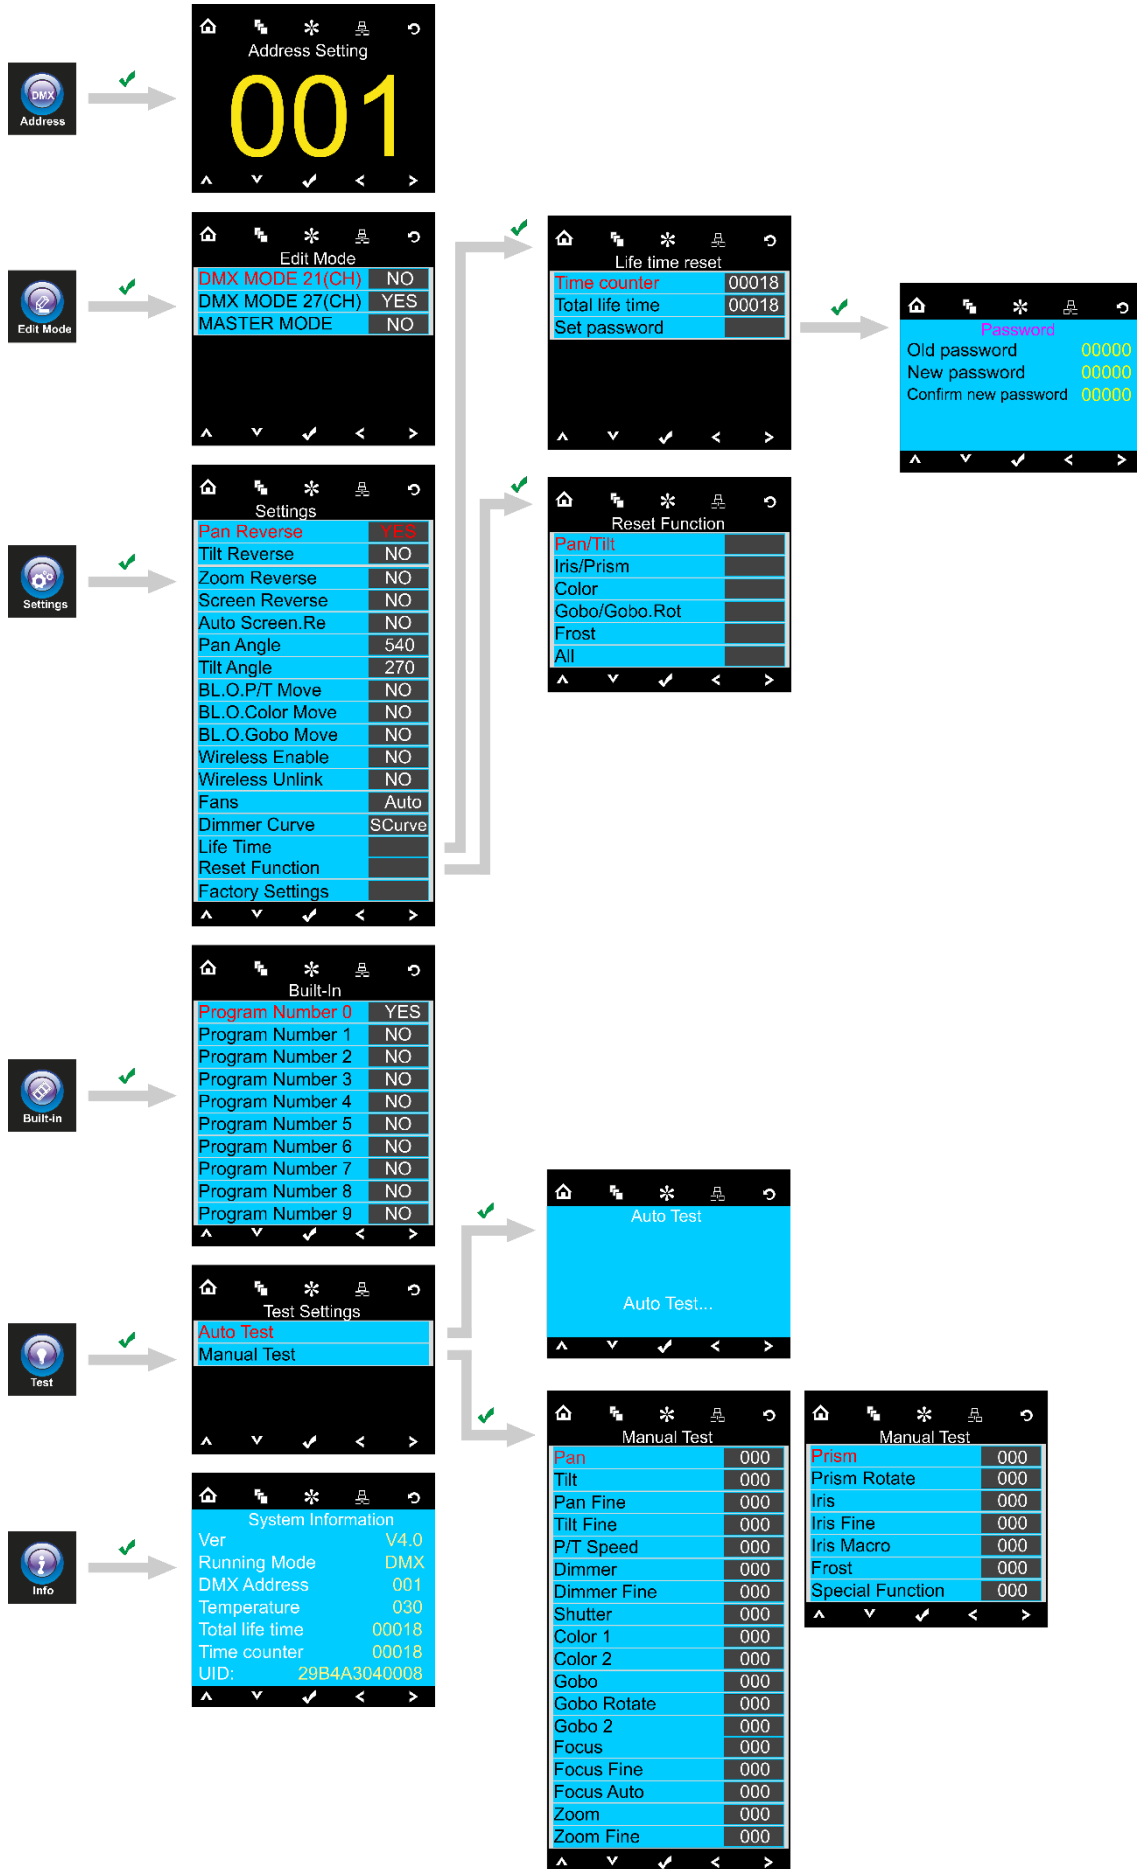 DMX
Address
Address Setting
001
Edit Mode
Edit Mode
DMX MODE 21(CH) NO
DMX MODE 27(CH) YES
MASTER MODE NO
Life time reset
Time counter 00018
Total life time 00018
Set password
Password
Old password 00000
New password 00000
Confirm new password 00000
Settings
Settings
Pan Reverse YES
Tilt Reverse NO
Zoom Reverse NO
Screen Reverse NO
Auto Screen.Re NO
Pan Angle 540
Tilt Angle 270
BL.O.P/T Move NO
BL.O.Color Move NO
BL.O.Gobo Move NO
Wireless Enable NO
Wireless Unlink NO
Fans Auto
Dimmer Curve SCurve
Life Time
Reset Function
Factory Settings
Reset Function
Pan/Tilt
Iris/Prism
Color
Gobo/Gobo.Rot
Frost
All
Built-in
Built-In
Program Number 0 YES
Program Number 1 NO
Program Number 2 NO
Program Number 3 NO
Program Number 4 NO
Program Number 5 NO
Program Number 6 NO
Program Number 7 NO
Program Number 8 NO
Program Number 9 NO
Test
Test Settings
Auto Test
Manual Test
Auto Test
Auto Test...
Manual Test
Pan 000
Tilt 000
Pan Fine 000
Tilt Fine 000
P/T Speed 000
Dimmer 000
Dimmer Fine 000
Shutter 000
Color 1 000
Color 2 000
Gobo 000
Gobo Rotate 000
Gobo 2 000
Focus 000
Focus Fine 000
Focus Auto 000
Zoom 000
Zoom Fine 000
Manual Test
Prism 000
Prism Rotate 000
Iris 000
Iris Fine 000
Iris Macro 000
Frost 000
Special Function 000
Info
System Information
Ver V4.0
Running Mode DMX
DMX Address 001
Temperature 030
Total life time 00018
Time counter 00018
UID: 29B4A3040008